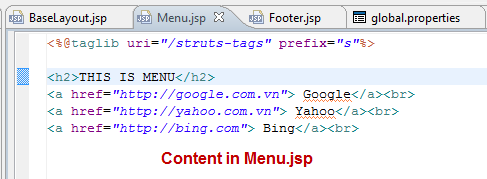 BaseLayout.jsp Menu.jsp Footer.jsp global.properties
<%@taglib uri="/struts-tags" prefix="s"%>
<h2>THIS IS MENU</h2>
<a href="http://google.com.vn"> Google</a><br>
<a href="http://yahoo.com.vn"> Yahoo</a><br>
<a href="http://bing.com"> Bing</a><br>
Content in Menu.jsp